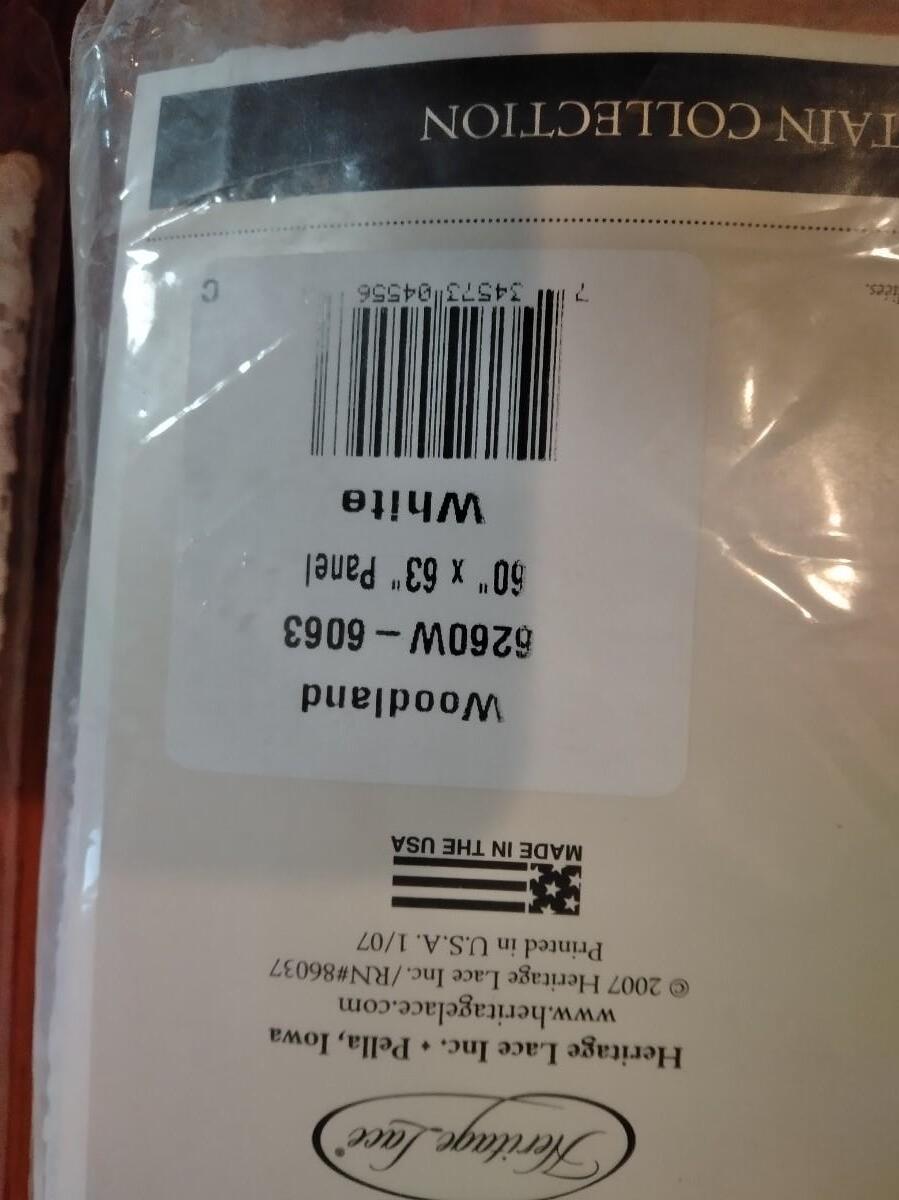 Heritage Lace®
Heritage Lace Inc. • Pella, Iowa
www.heritagelace.com
© 2007 Heritage Lace Inc./RN#86037
Printed in U.S.A. 1/07
MADE IN THE USA
Woodland
6260W – 6063
60" x 63" Panel
White
7 34573 04556 C
TAIN COLLECTION